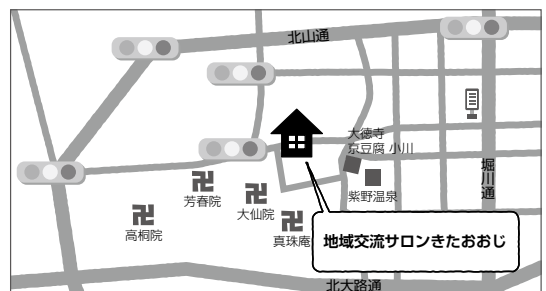 北山通
大徳寺
京豆腐 小川
堀川通
紫野温泉
芳春院
大仙院
高桐院
真珠庵
地域交流サロンきたおおじ
北大路通